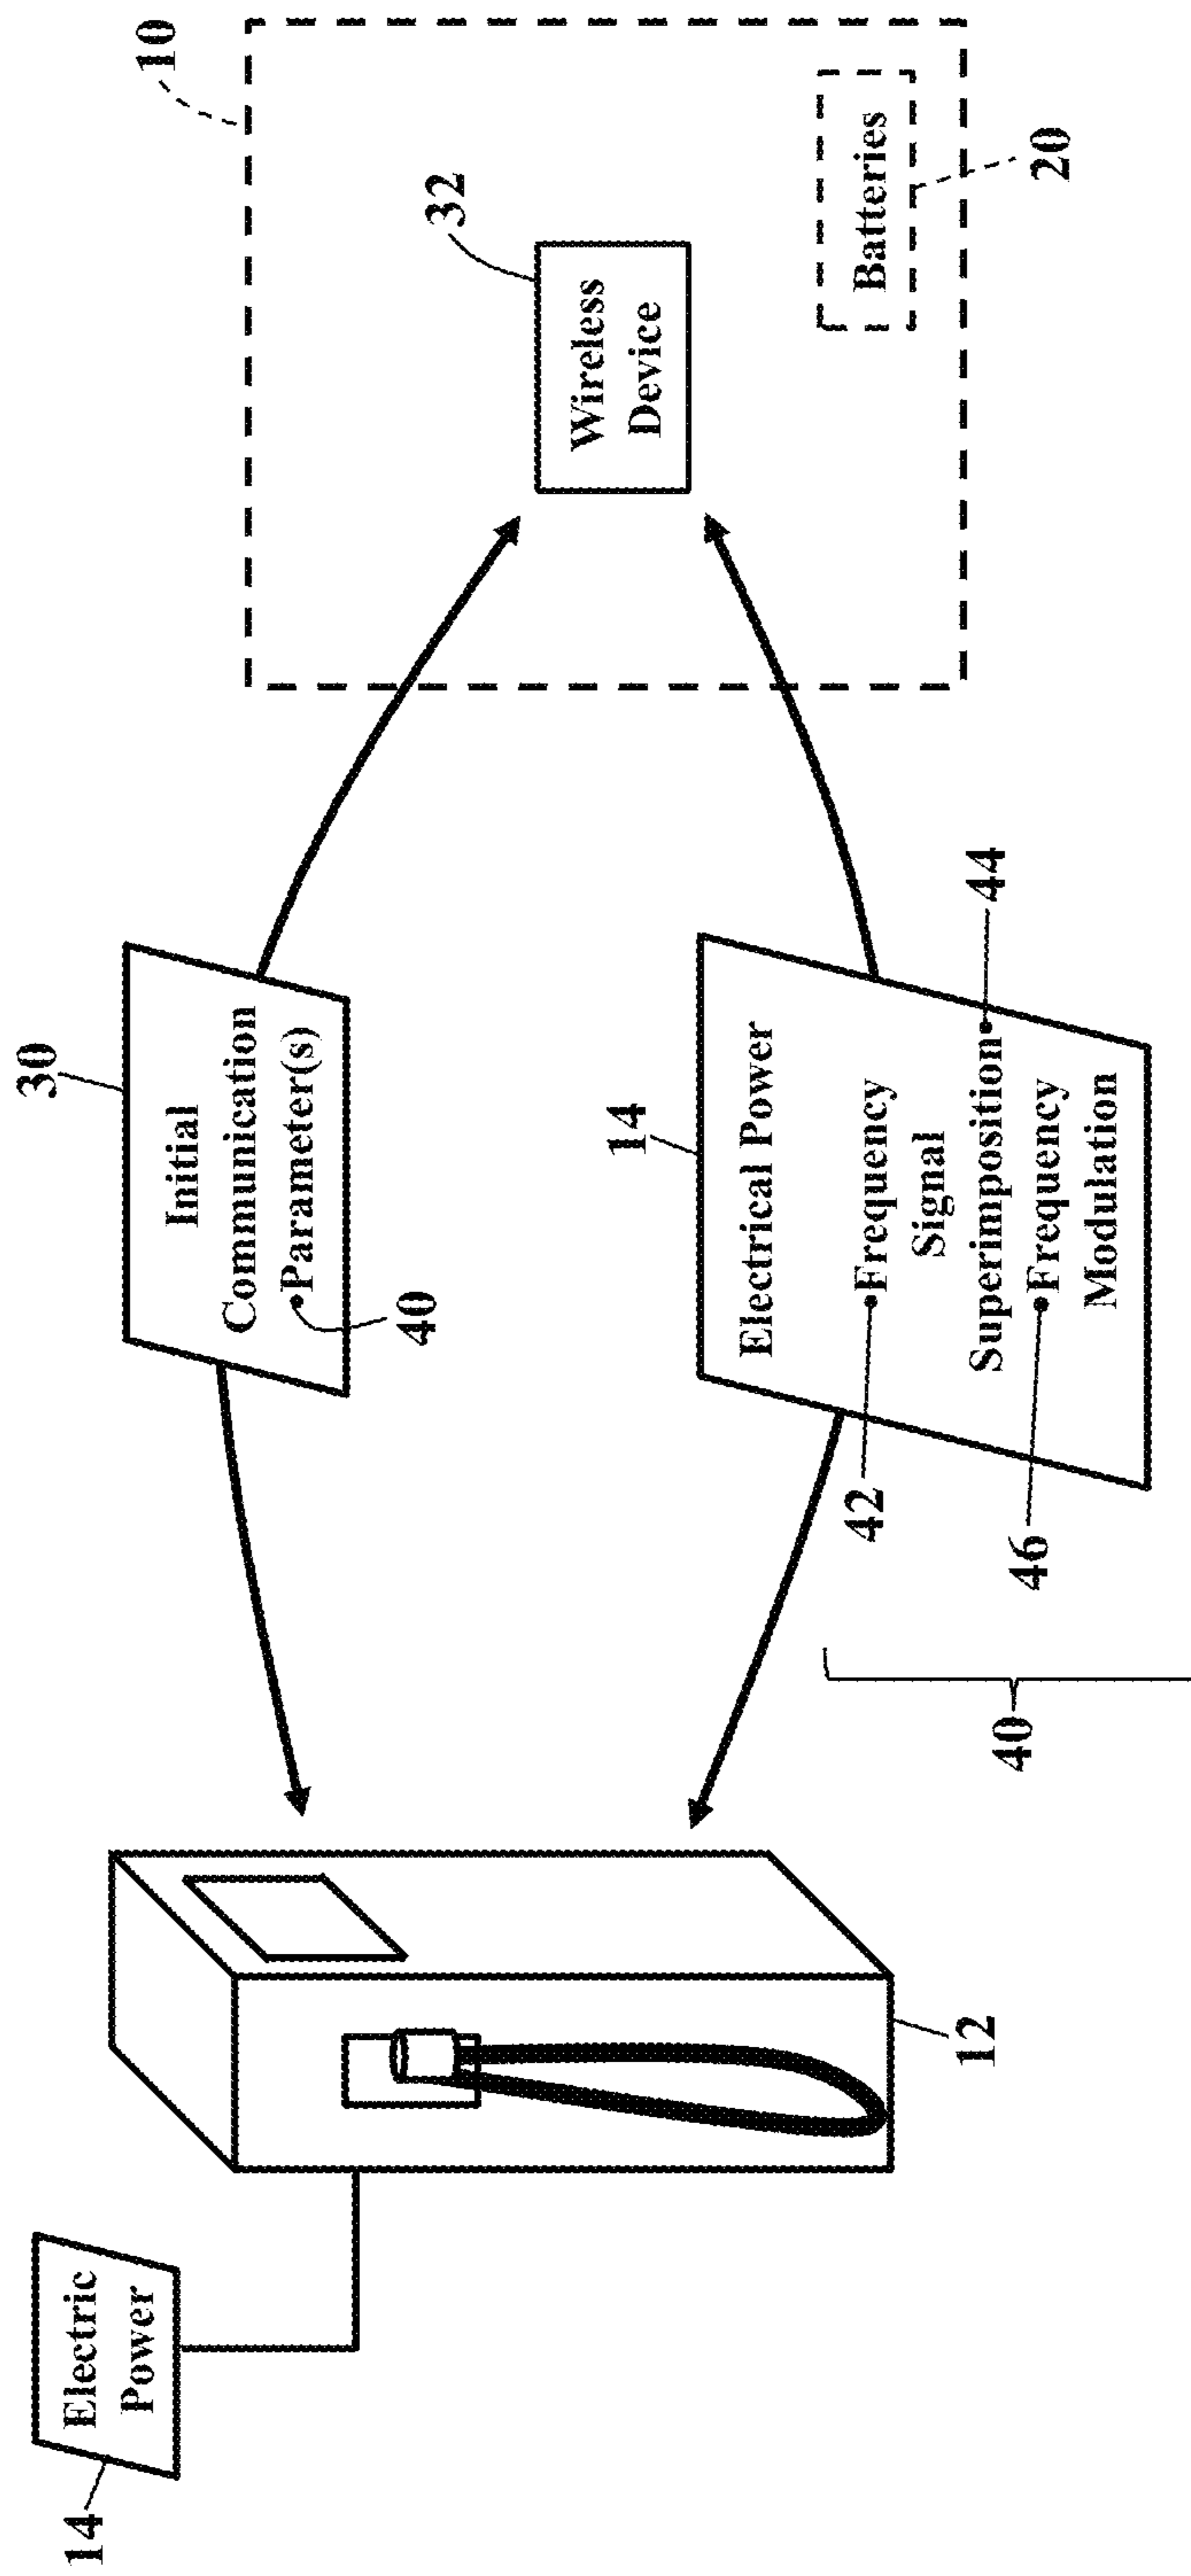 14
Electric
Power
12
30
Initial
Communication
•Parameter(s)
40
14
Electrical Power
42
•Frequency
Signal
Superimposition•
44
46
•Frequency
Modulation
40
10
32
Wireless
Device
Batteries
20